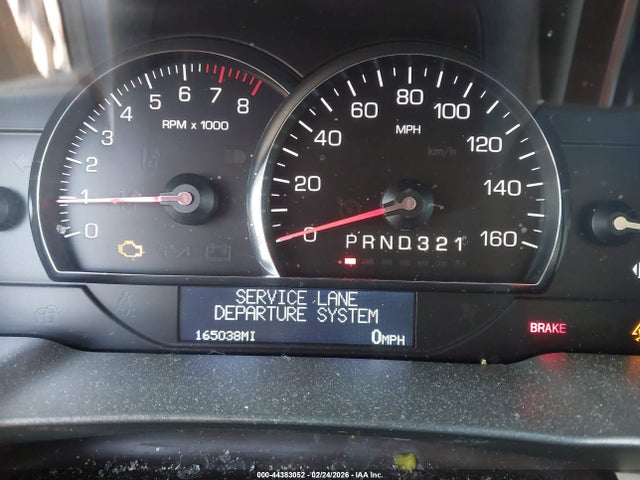 0 1 2 3 4 5 6 7 8
RPM x 1000
0 20 40 60 80 100 120 140 160
MPH
km/h
PRND321
SERVICE LANE
DEPARTURE SYSTEM
165038MI 0MPH
BRAKE
000-44383052 - 02/24/2026 - IAA Inc.